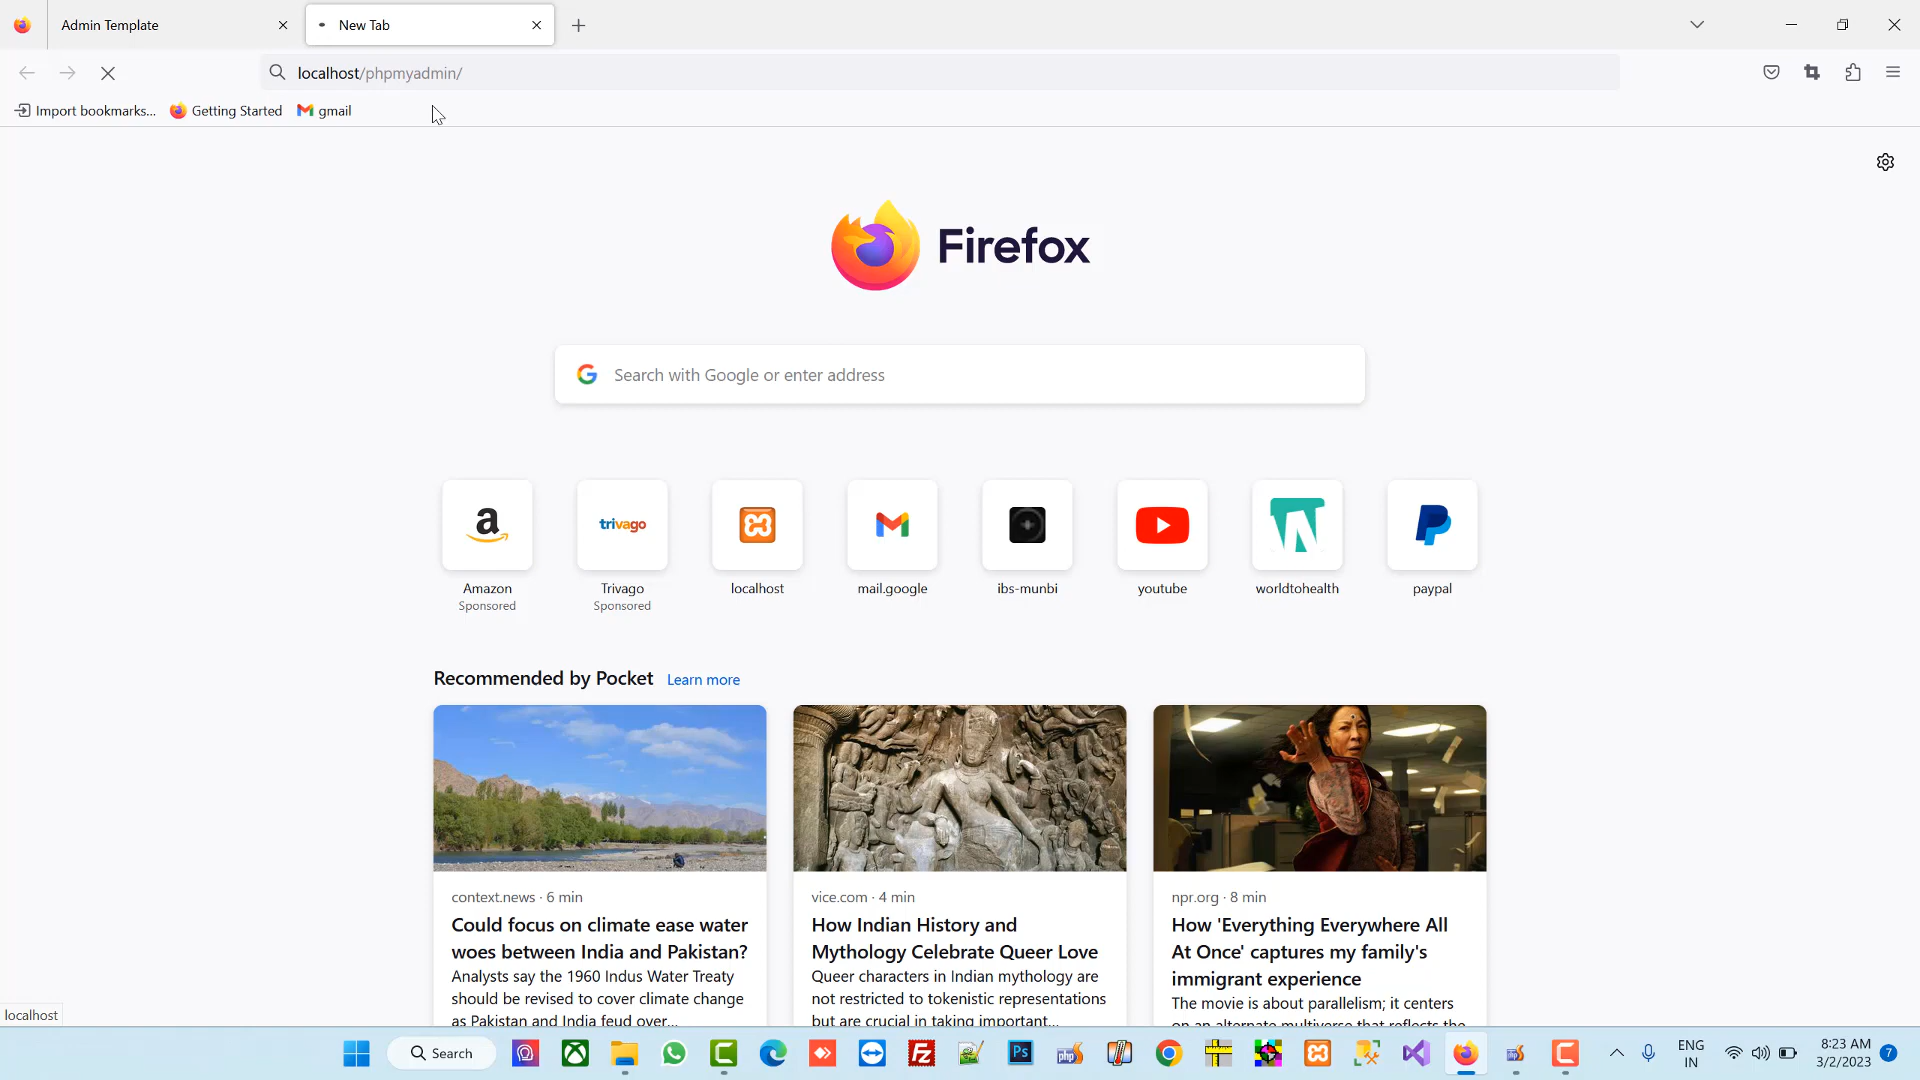 Admin Template
New Tab
localhost/phpmyadmin/
Import bookmarks...
Getting Started
gmail
Firefox
Search with Google or enter address
a
trivago
Amazon
Sponsored
Trivago
Sponsored
localhost
mail.google
ibs-munbi
youtube
worldtohealth
paypal
Recommended by Pocket
Learn more
context.news · 6 min
Could focus on climate ease water
woes between India and Pakistan?
Analysts say the 1960 Indus Water Treaty
should be revised to cover climate change
as Pakistan and India feud over...
vice.com · 4 min
How Indian History and
Mythology Celebrate Queer Love
Queer characters in Indian mythology are
not restricted to tokenistic representations
but are crucial in taking important...
npr.org · 8 min
How 'Everything Everywhere All
At Once' captures my family's
immigrant experience
The movie is about parallelism; it centers
on an alternate multiverse that reflects the
localhost
Search
Fz
Ps
php
ENG
IN
8:23 AM
3/2/2023
7